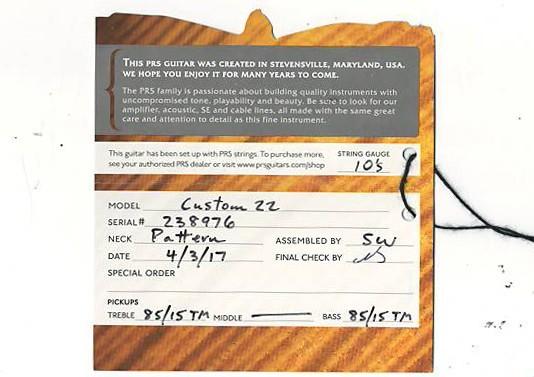 THIS PRS GUITAR WAS CREATED IN STEVENSVILLE, MARYLAND, USA.
WE HOPE YOU ENJOY IT FOR MANY YEARS TO COME.
The PRS family is passionate about building quality instruments with
uncompromised tone, playability and beauty. Be sure to look for our
amplifier, acoustic, SE and cable lines, all made with the same great
care and attention to detail as this fine instrument.
This guitar has been set up with PRS strings. To purchase more,
see your authorized PRS dealer or visit www.prsguitars.com/shop
STRING GAUGE
10s
MODEL Custom 22
SERIAL# 238976
NECK Pattern ASSEMBLED BY SW
DATE 4/3/17 FINAL CHECK BY
SPECIAL ORDER
PICKUPS
TREBLE 85/15 TM MIDDLE — BASS 85/15 TM